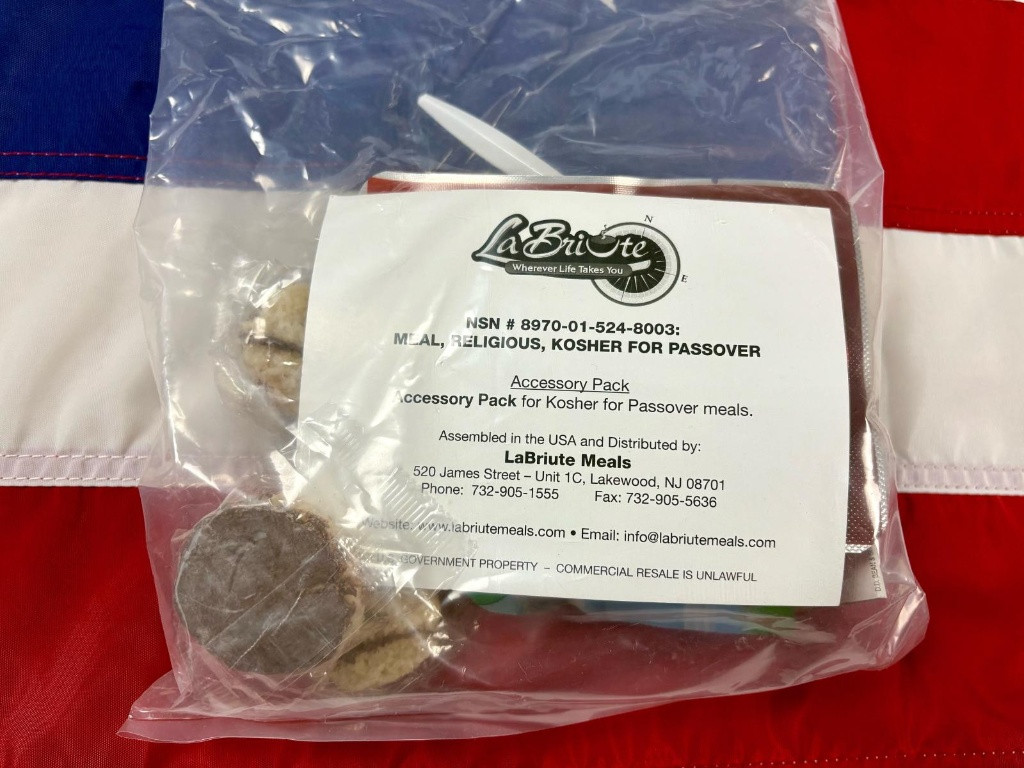 La Briute
Wherever Life Takes You
N
E
NSN # 8970-01-524-8003:
MEAL, RELIGIOUS, KOSHER FOR PASSOVER
Accessory Pack
Accessory Pack for Kosher for Passover meals.
Assembled in the USA and Distributed by:
LaBriute Meals
520 James Street – Unit 1C, Lakewood, NJ 08701
Phone: 732-905-1555 Fax: 732-905-5636
Website: www.labriutemeals.com • Email: info@labriutemeals.com
GOVERNMENT PROPERTY – COMMERCIAL RESALE IS UNLAWFUL